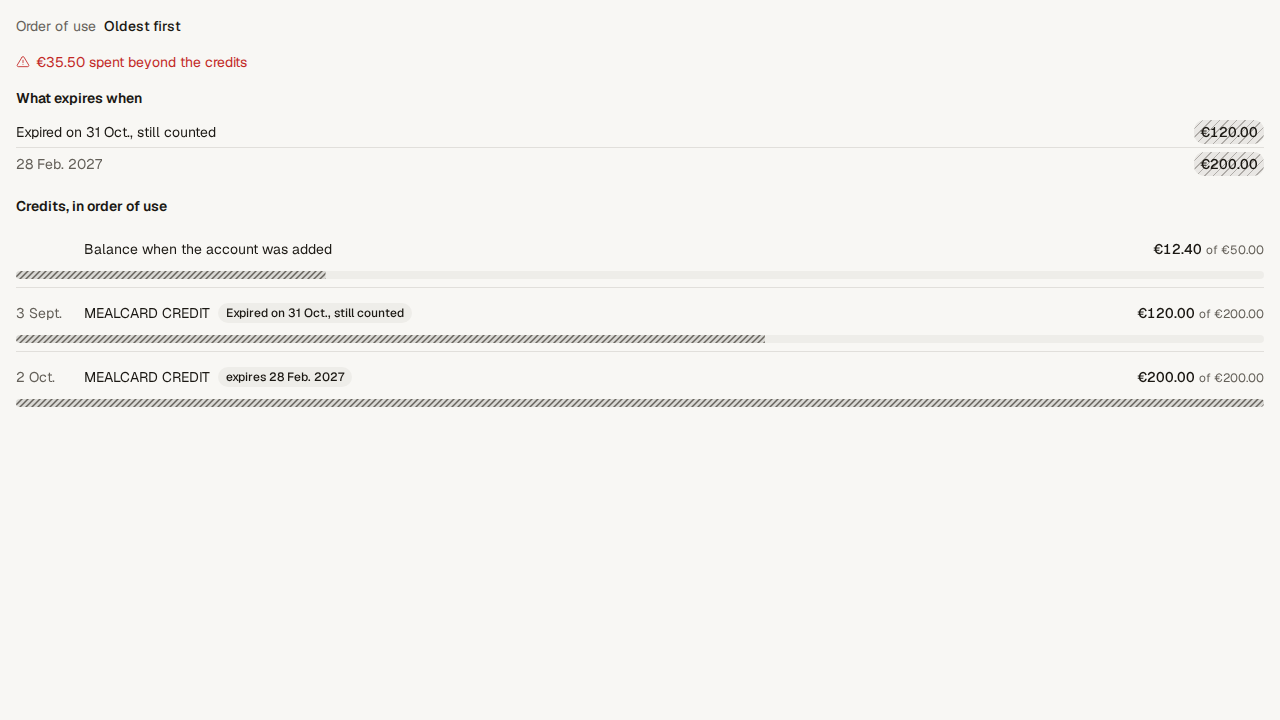 Order of use Oldest first
€35.50 spent beyond the credits
What expires when
Expired on 31 Oct., still counted €120.00
28 Feb. 2027 €200.00
Credits, in order of use
Balance when the account was added €12.40 of €50.00
3 Sept. MEALCARD CREDIT Expired on 31 Oct., still counted €120.00 of €200.00
2 Oct. MEALCARD CREDIT expires 28 Feb. 2027 €200.00 of €200.00